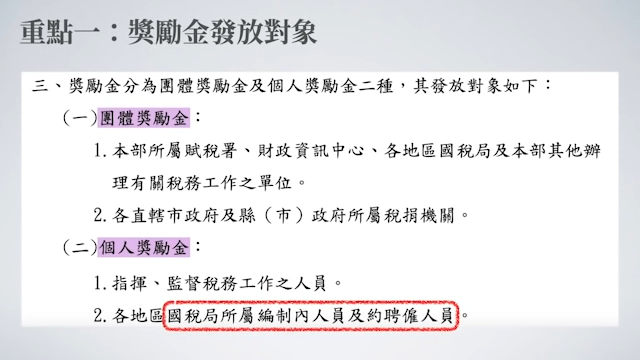 重點一：獎勵金發放對象
三、獎勵金分為團體獎勵金及個人獎勵金二種，其發放對象如下：
(一)團體獎勵金：
1.本部所屬賦稅署、財政資訊中心、各地區國稅局及本部其他辦
理有關稅務工作之單位。
2.各直轄市政府及縣（市）政府所屬稅捐機關。
(二)個人獎勵金：
1.指揮、監督稅務工作之人員。
2.各地區國稅局所屬編制內人員及約聘僱人員。